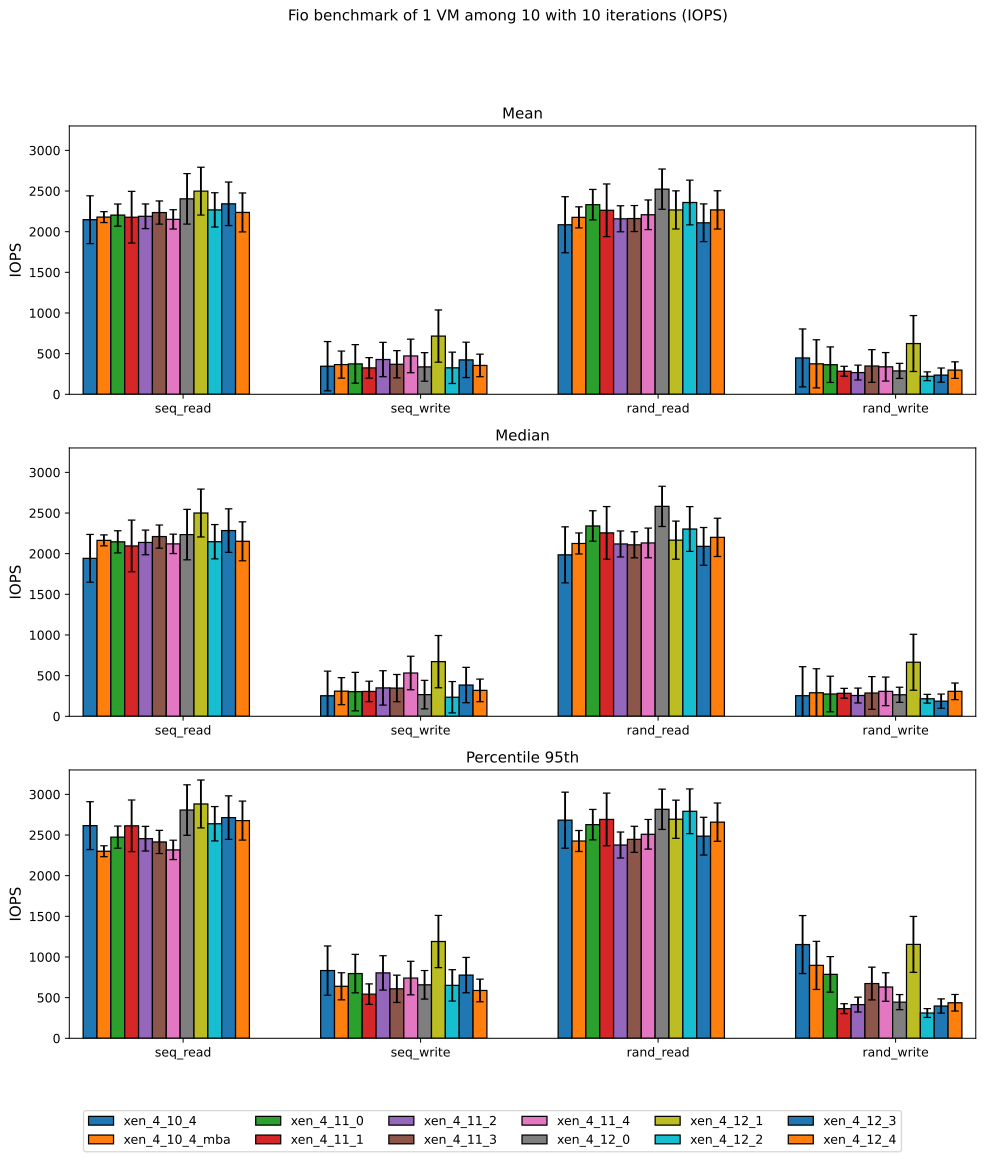 Fio benchmark of 1 VM among 10 with 10 iterations (IOPS)
Mean
3000
2500
2000
1500
1000
500
0
IOPS
seq_read seq_write rand_read rand_write
Median
3000
2500
2000
1500
1000
500
0
IOPS
seq_read seq_write rand_read rand_write
Percentile 95th
3000
2500
2000
1500
1000
500
0
IOPS
seq_read seq_write rand_read rand_write
xen_4_10_4 xen_4_11_0 xen_4_11_2 xen_4_11_4 xen_4_12_1 xen_4_12_3
xen_4_10_4_mba xen_4_11_1 xen_4_11_3 xen_4_12_0 xen_4_12_2 xen_4_12_4